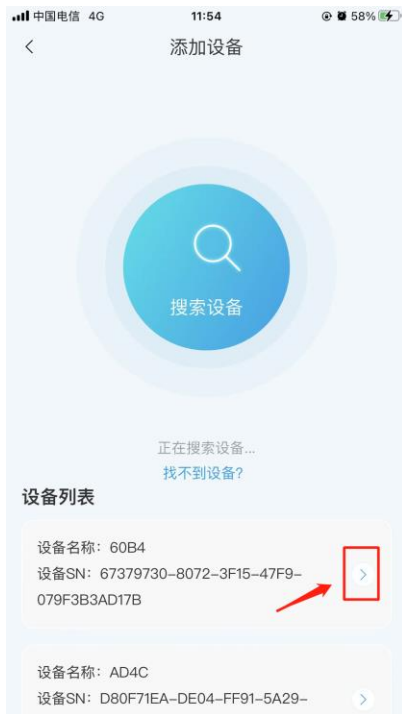 中国电信 4G 11:54 58%
添加设备
搜索设备
正在搜索设备...
找不到设备?
设备列表
设备名称：60B4
设备SN：67379730-8072-3F15-47F9-
079F3B3AD17B
设备名称：AD4C
设备SN：D80F71EA-DE04-FF91-5A29-